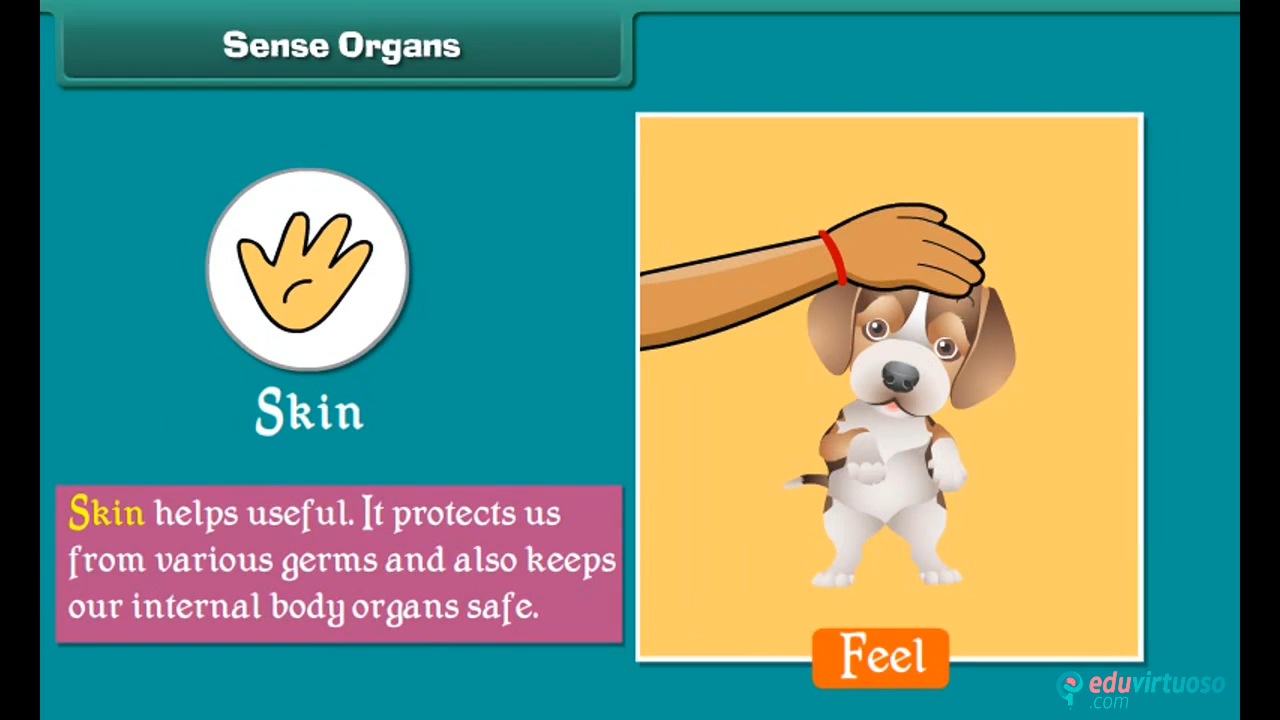 Sense Organs
Skin
Skin helps useful. It protects us
from various germs and also keeps
our internal body organs safe.
Feel
eduvirtuoso
.com